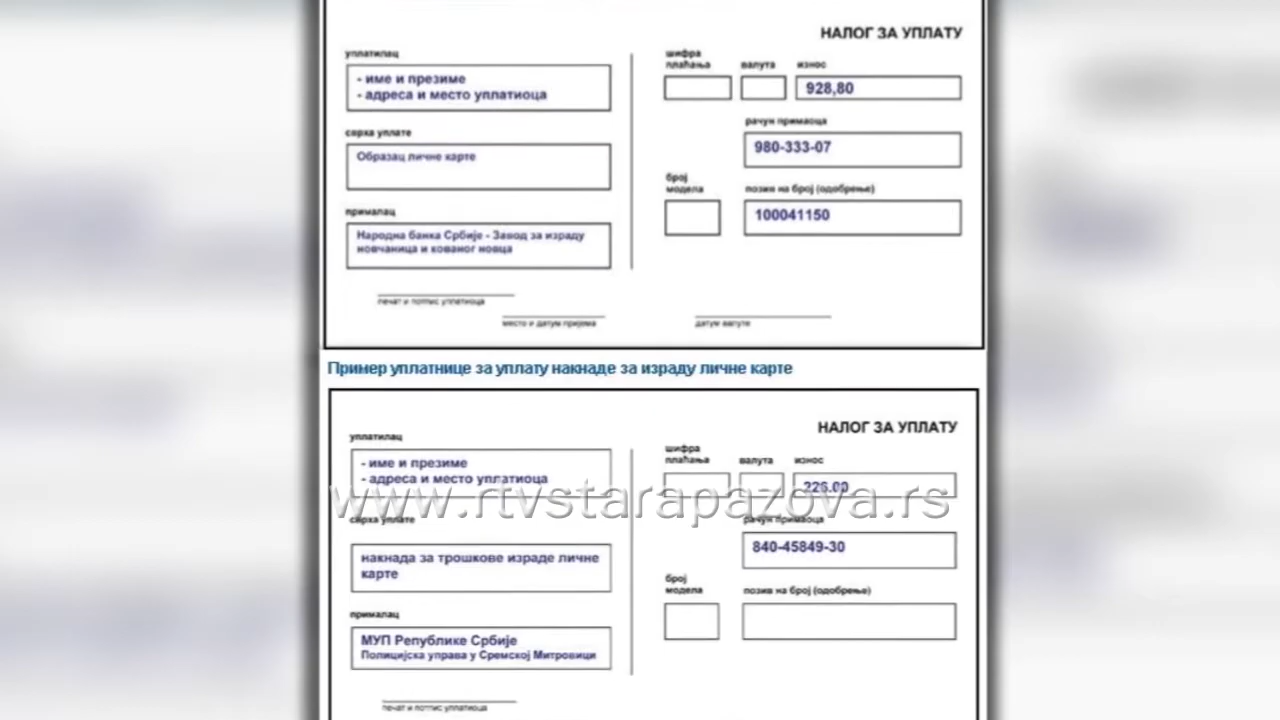 НАЛОГ ЗА УПЛАТУ
уплатилац
- име и презиме
- адреса и место уплатиоца
сврха уплате
Образац личне карте
прималац
Народна банка Србије - Завод за израду
новчаница и кованог новца
печат и потпис уплатиоца
место и датум пријема
шифра
плаћања
валута
износ
928,80
рачун примаоца
980-333-07
број
модела
позив на број (одобрење)
100041150
датум валуте
Пример уплатнице за уплату накнаде за израду личне карте
НАЛОГ ЗА УПЛАТУ
уплатилац
- име и презиме
- адреса и место уплатиоца
www.rtvstarapazova.rs
сврха уплате
накнада за трошкове израде личне
карте
прималац
МУП Републике Србије
Полицијска управа у Сремској Митровици
печат и потпис уплатиоца
шифра
плаћања
валута
износ
226.00
рачун примаоца
840-45849-30
број
модела
позив на број (одобрење)